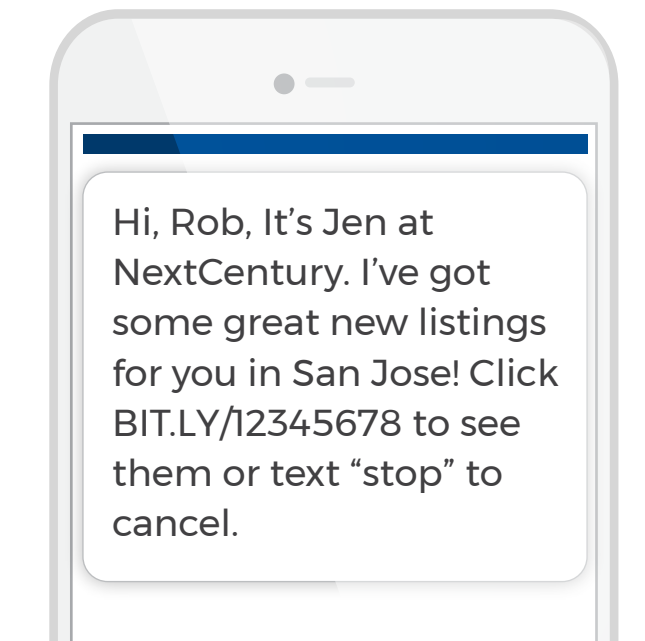 Hi, Rob, It’s Jen at
NextCentury. I’ve got
some great new listings
for you in San Jose! Click
BIT.LY/12345678 to see
them or text “stop” to
cancel.